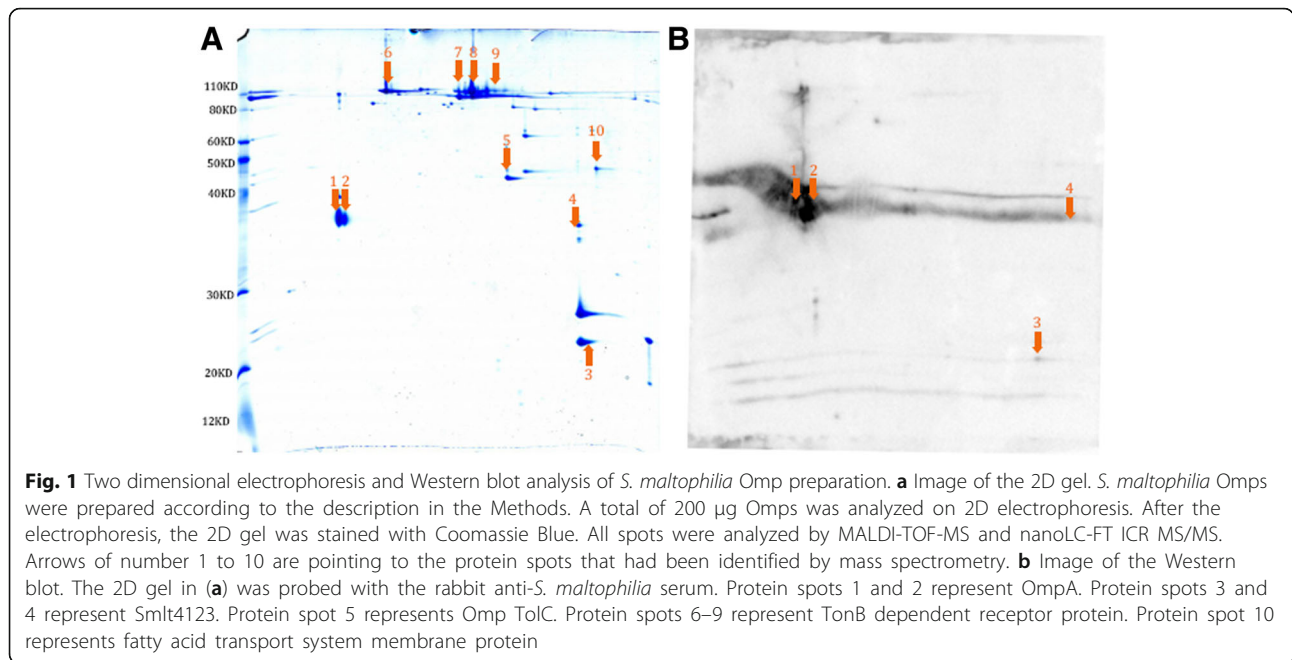 A
B
6
7 8 9
110KD
80KD
60KD
50KD
40KD
30KD
20KD
12KD
10
5
1 2
4
3
1 2
4
3
Fig. 1 Two dimensional electrophoresis and Western blot analysis of S. maltophilia Omp preparation. a Image of the 2D gel. S. maltophilia Omps
were prepared according to the description in the Methods. A total of 200 μg Omps was analyzed on 2D electrophoresis. After the
electrophoresis, the 2D gel was stained with Coomassie Blue. All spots were analyzed by MALDI-TOF-MS and nanoLC-FT ICR MS/MS.
Arrows of number 1 to 10 are pointing to the protein spots that had been identified by mass spectrometry. b Image of the Western
blot. The 2D gel in (a) was probed with the rabbit anti-S. maltophilia serum. Protein spots 1 and 2 represent OmpA. Protein spots 3 and
4 represent Smlt4123. Protein spot 5 represents Omp TolC. Protein spots 6–9 represent TonB dependent receptor protein. Protein spot 10
represents fatty acid transport system membrane protein